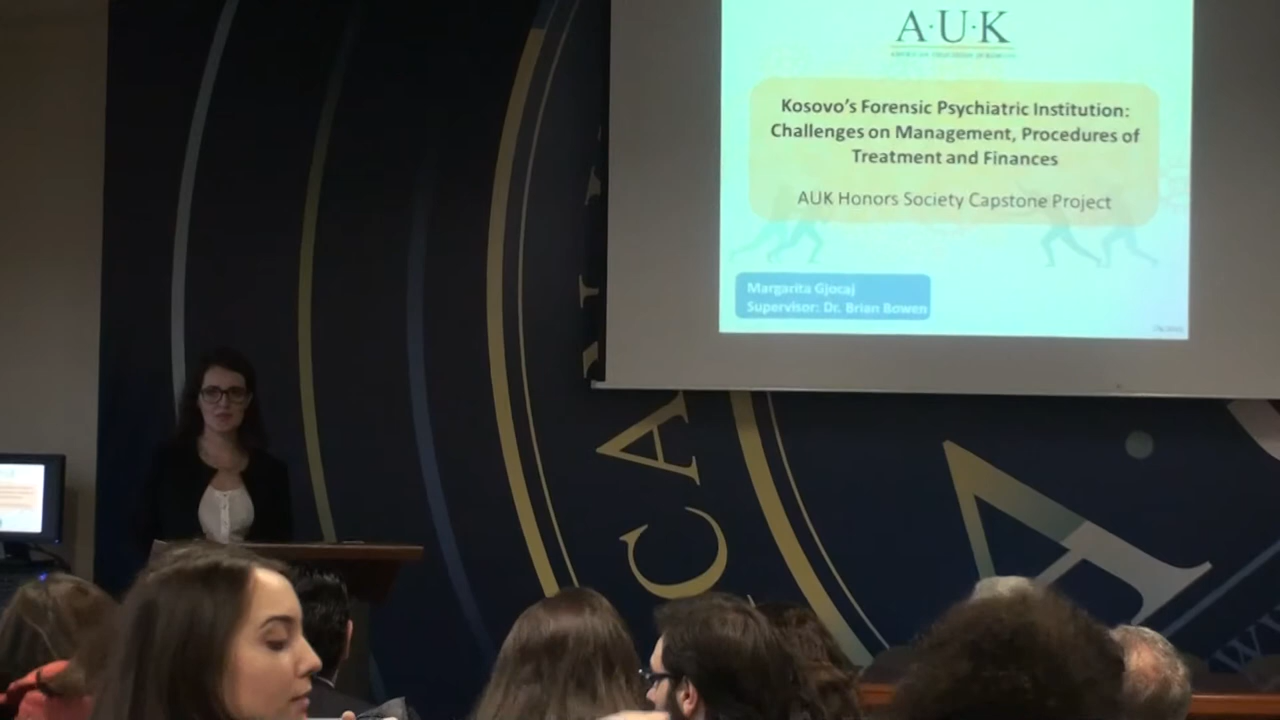 A·U·K
Kosovo's Forensic Psychiatric Institution:
Challenges on Management, Procedures of
Treatment and Finances
AUK Honors Society Capstone Project
Margarita Gjocaj
Supervisor: Dr. Brian Bowen
CA
A